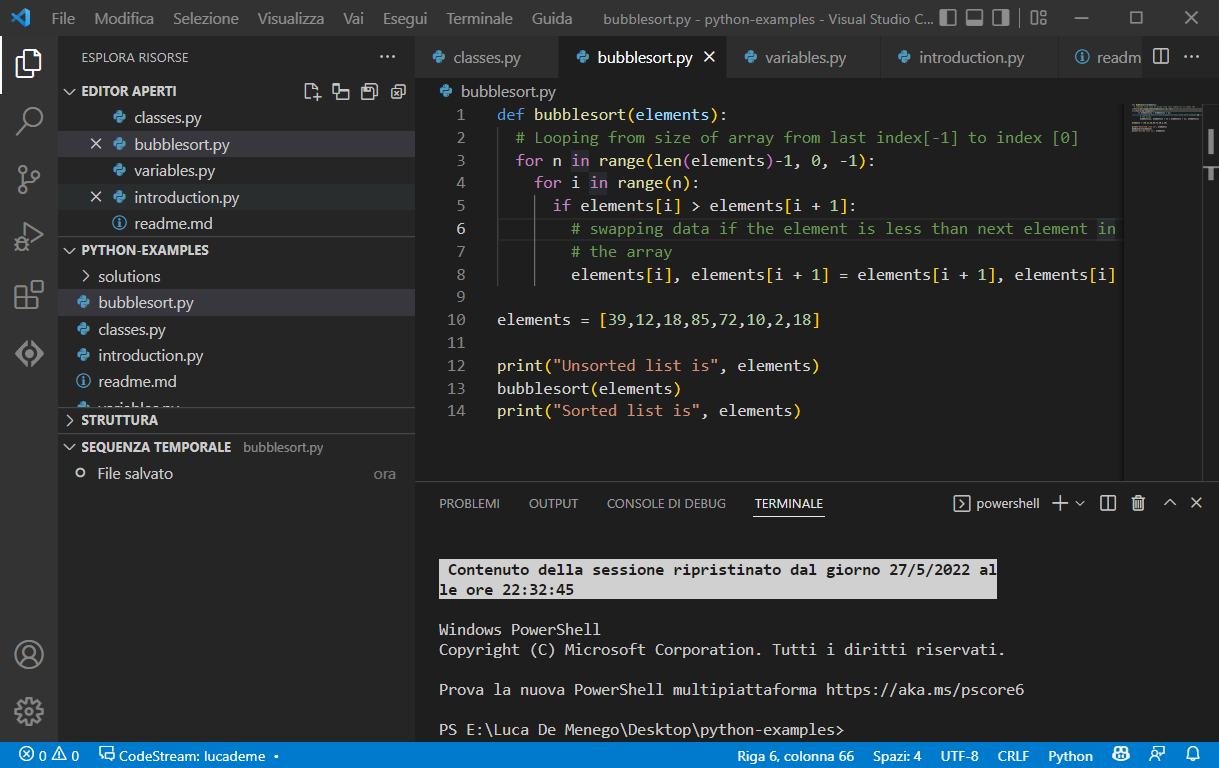 File Modifica Selezione Visualizza Vai Esegui Terminale Guida bubblesort.py - python-examples - Visual Studio C...
ESPLORA RISORSE
EDITOR APERTI
classes.py
bubblesort.py
variables.py
introduction.py
readme.md
PYTHON-EXAMPLES
solutions
bubblesort.py
classes.py
introduction.py
readme.md
variables.py
STRUTTURA
SEQUENZA TEMPORALE bubblesort.py
File salvato ora
classes.py bubblesort.py variables.py introduction.py readm
bubblesort.py
1 def bubblesort(elements):
2 # Looping from size of array from last index[-1] to index [0]
3 for n in range(len(elements)-1, 0, -1):
4 for i in range(n):
5 if elements[i] > elements[i + 1]:
6 # swapping data if the element is less than next element in
7 # the array
8 elements[i], elements[i + 1] = elements[i + 1], elements[i]
9
10 elements = [39,12,18,85,72,10,2,18]
11
12 print("Unsorted list is", elements)
13 bubblesort(elements)
14 print("Sorted list is", elements)
PROBLEMI OUTPUT CONSOLE DI DEBUG TERMINALE powershell
Contenuto della sessione ripristinato dal giorno 27/5/2022 al
le ore 22:32:45
Windows PowerShell
Copyright (C) Microsoft Corporation. Tutti i diritti riservati.
Prova la nuova PowerShell multipiattaforma https://aka.ms/pscore6
PS E:\Luca De Menego\Desktop\python-examples>
0 0 CodeStream: lucademe • Riga 6, colonna 66 Spazi: 4 UTF-8 CRLF Python